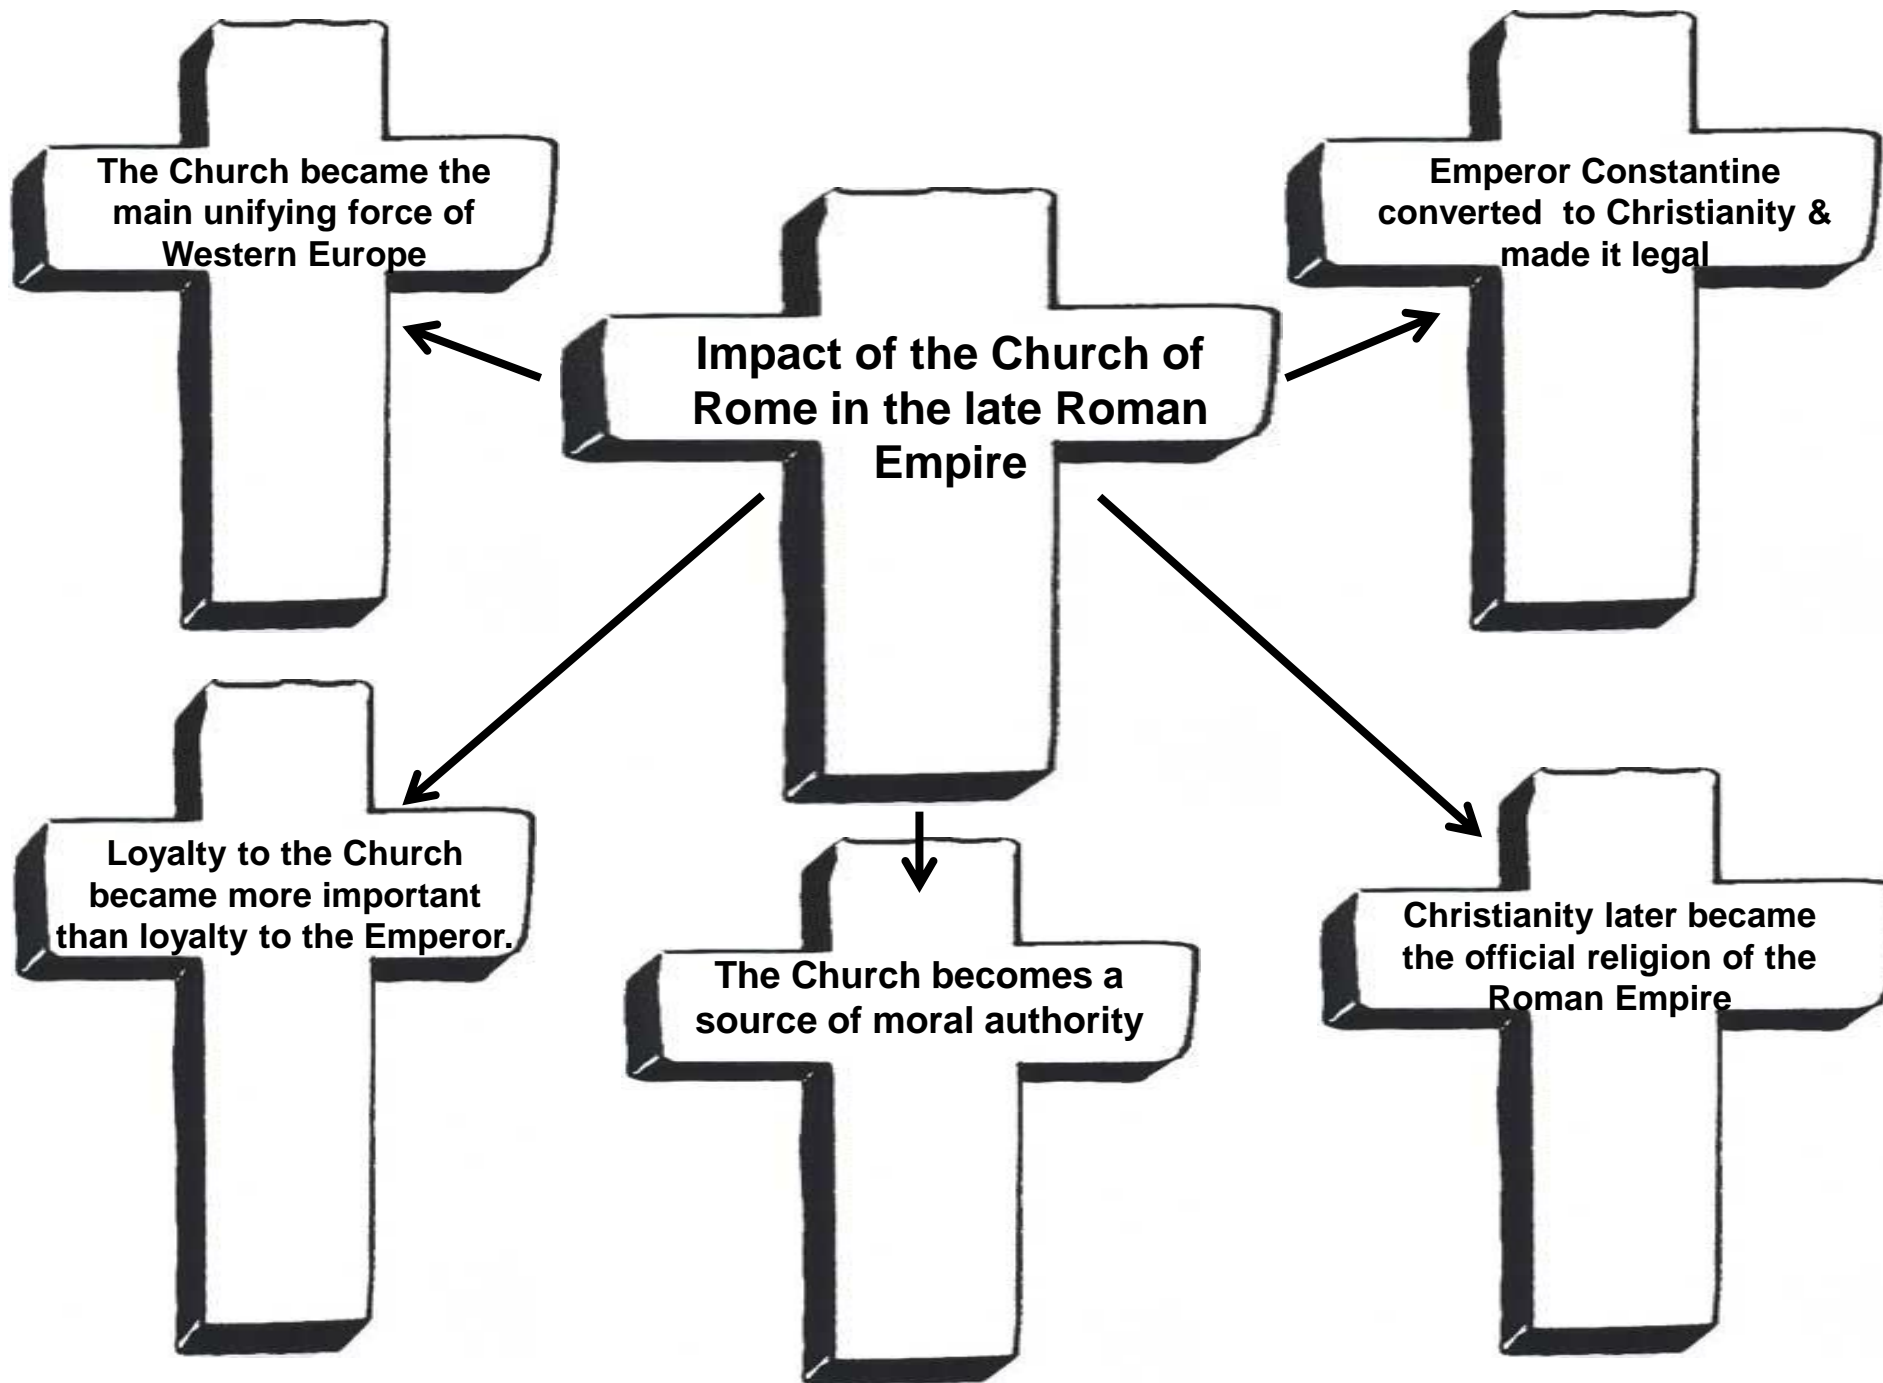 The Church became the
main unifying force of
Western Europe
Emperor Constantine
converted to Christianity &
made it legal
Impact of the Church of
Rome in the late Roman
Empire
Loyalty to the Church
became more important
than loyalty to the Emperor.
The Church becomes a
source of moral authority
Christianity later became
the official religion of the
Roman Empire